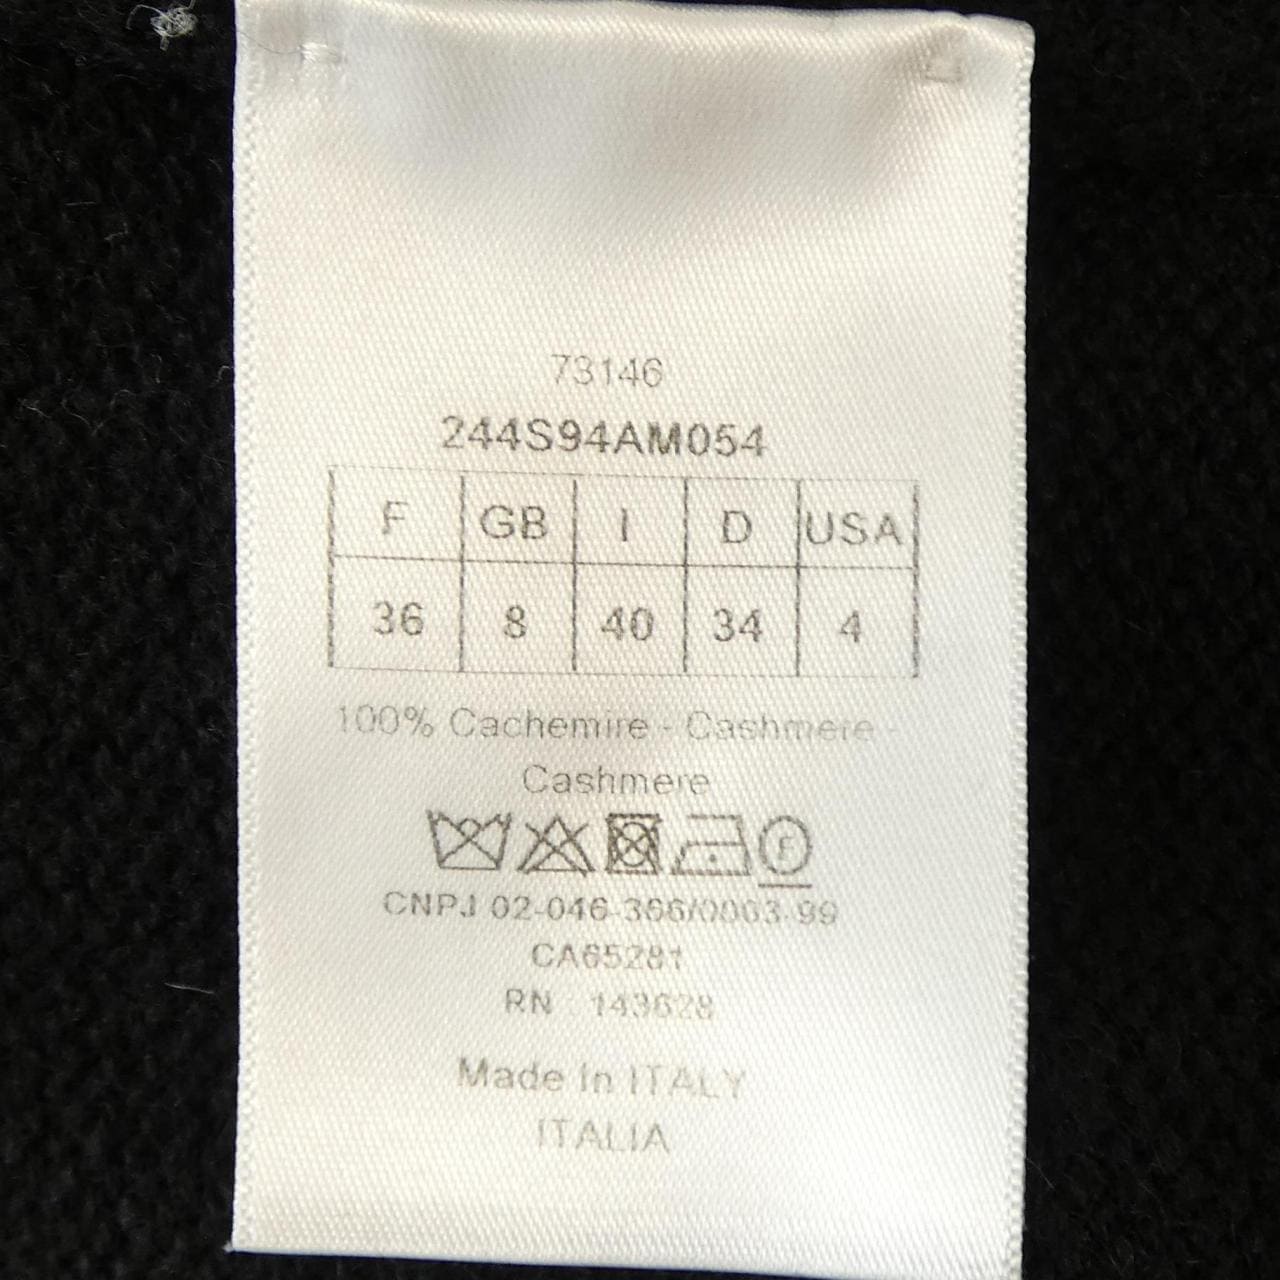 73146
244S94AM054
F GB I D USA
36 8 40 34 4
100% Cachemire - Cashmere -
Cashmere
F
CNPJ 02-046-366/0003-99
CA65281
RN : 143628
Made In ITALY
ITALIA